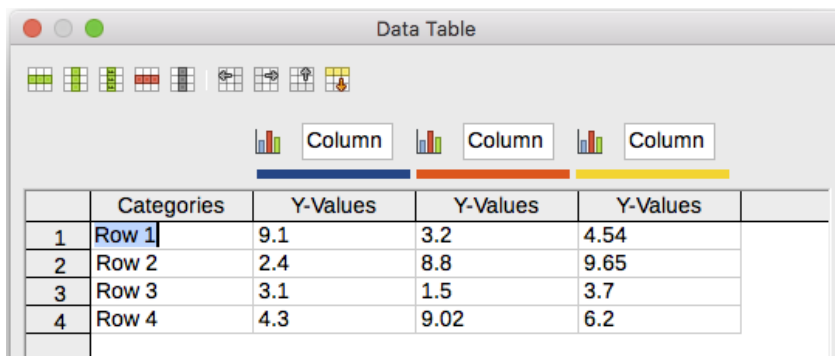 Data Table
Column Column Column
Categories Y-Values Y-Values Y-Values
1 Row 1 9.1 3.2 4.54
2 Row 2 2.4 8.8 9.65
3 Row 3 3.1 1.5 3.7
4 Row 4 4.3 9.02 6.2